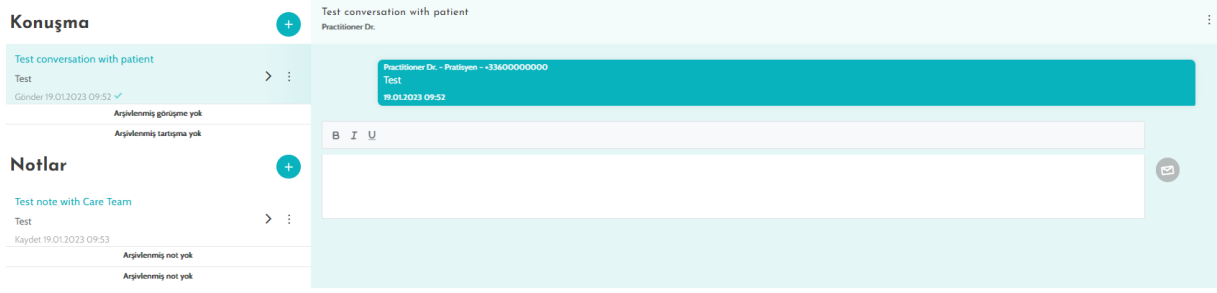 Konuşma
Test conversation with patient
Test
Gönder 19.01.2023 09:52
Arşivlenmiş görüşme yok
Arşivlenmiş tartışma yok
Notlar
Test note with Care Team
Test
Kaydet 19.01.2023 09:53
Arşivlenmiş not yok
Arşivlenmiş not yok
Test conversation with patient
Practitioner Dr.
Practitioner Dr. - Pratisyen - +33600000000
Test
19.01.2023 09:52
B I U